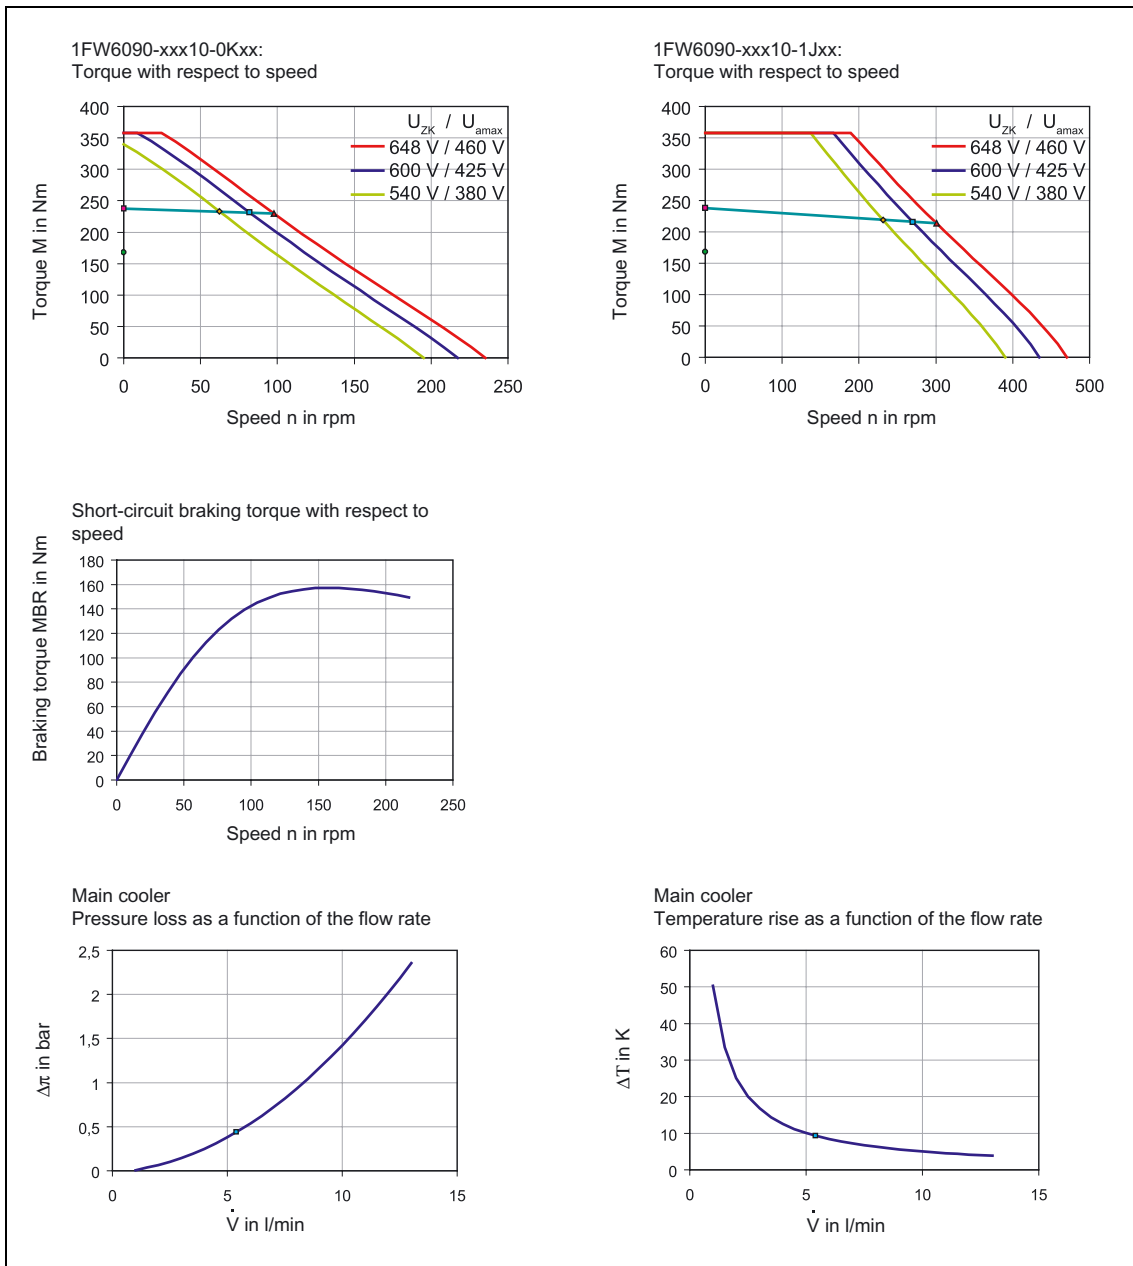 1FW6090-xxx10-0Kxx:
Torque with respect to speed
Torque M in Nm
400
350
300
250
200
150
100
50
0
U_ZK / U_amax
648 V / 460 V
600 V / 425 V
540 V / 380 V
0 50 100 150 200 250
Speed n in rpm
1FW6090-xxx10-1Jxx:
Torque with respect to speed
Torque M in Nm
400
350
300
250
200
150
100
50
0
U_ZK / U_amax
648 V / 460 V
600 V / 425 V
540 V / 380 V
0 100 200 300 400 500
Speed n in rpm
Short-circuit braking torque with respect to
speed
Braking torque MBR in Nm
180
160
140
120
100
80
60
40
20
0
0 50 100 150 200 250
Speed n in rpm
Main cooler
Pressure loss as a function of the flow rate
Δπ in bar
2,5
2
1,5
1
0,5
0
0 5 10 15
V̇ in l/min
Main cooler
Temperature rise as a function of the flow rate
ΔT in K
60
50
40
30
20
10
0
0 5 10 15
V̇ in l/min